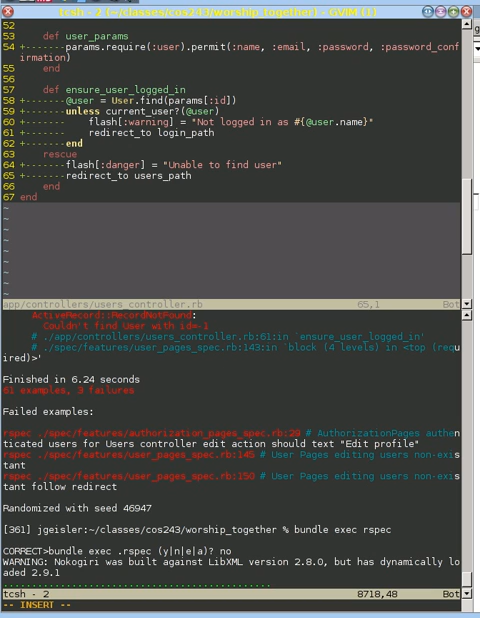 tcsh - 2 (~/classes/cos243/worship_together) - GVIM (1)
52
53     def user_params
54 +-------params.require(:user).permit(:name, :email, :password, :password_conf
irmation)
55     end
56
57     def ensure_user_logged_in
58 +-------@user = User.find(params[:id])
59 +-------unless current_user?(@user)
60 +-------    flash[:warning] = "Not logged in as #{@user.name}"
61 +-------    redirect_to login_path
62 +-------end
63     rescue
64 +-------flash[:danger] = "Unable to find user"
65 +-------redirect_to users_path
66     end
67 end
~
~
~
~
~
~
~
~
~
app/controllers/users_controller.rb 65,1 Bot
ActiveRecord::RecordNotFound:
Couldn't find User with id=-1
# ./app/controllers/users_controller.rb:61:in `ensure_user_logged_in'
# ./spec/features/user_pages_spec.rb:143:in `block (4 levels) in <top (requ
ired)>'
Finished in 6.24 seconds
61 examples, 3 failures
Failed examples:
rspec ./spec/features/authorization_pages_spec.rb:29 # AuthorizationPages authen
ticated users for Users controller edit action should text "Edit profile"
rspec ./spec/features/user_pages_spec.rb:145 # User Pages editing users non-exis
tant
rspec ./spec/features/user_pages_spec.rb:150 # User Pages editing users non-exis
tant follow redirect
Randomized with seed 46947
[361] jgeisler:~/classes/cos243/worship_together % bundle exec rspec
CORRECT>bundle exec .rspec (y|n|e|a)? no
WARNING: Nokogiri was built against LibXML version 2.8.0, but has dynamically lo
aded 2.9.1
................................................
tcsh - 2 8718,48 Bot
-- INSERT --